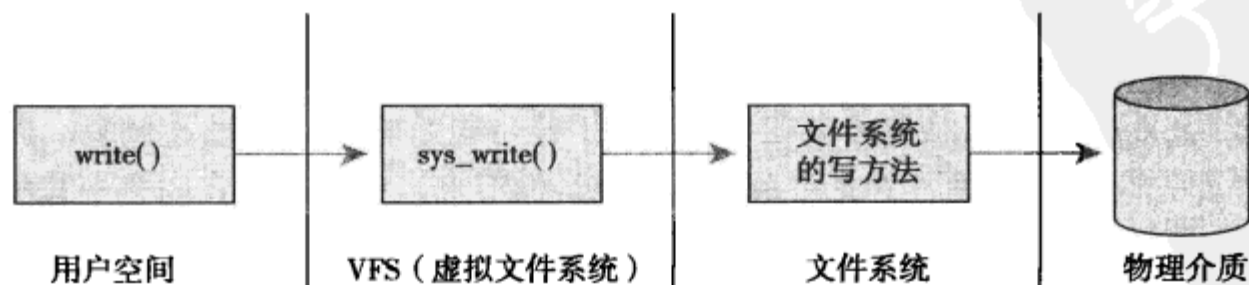 write()
sys_write()
文件系统
的写方法
用户空间
VFS（虚拟文件系统）
文件系统
物理介质